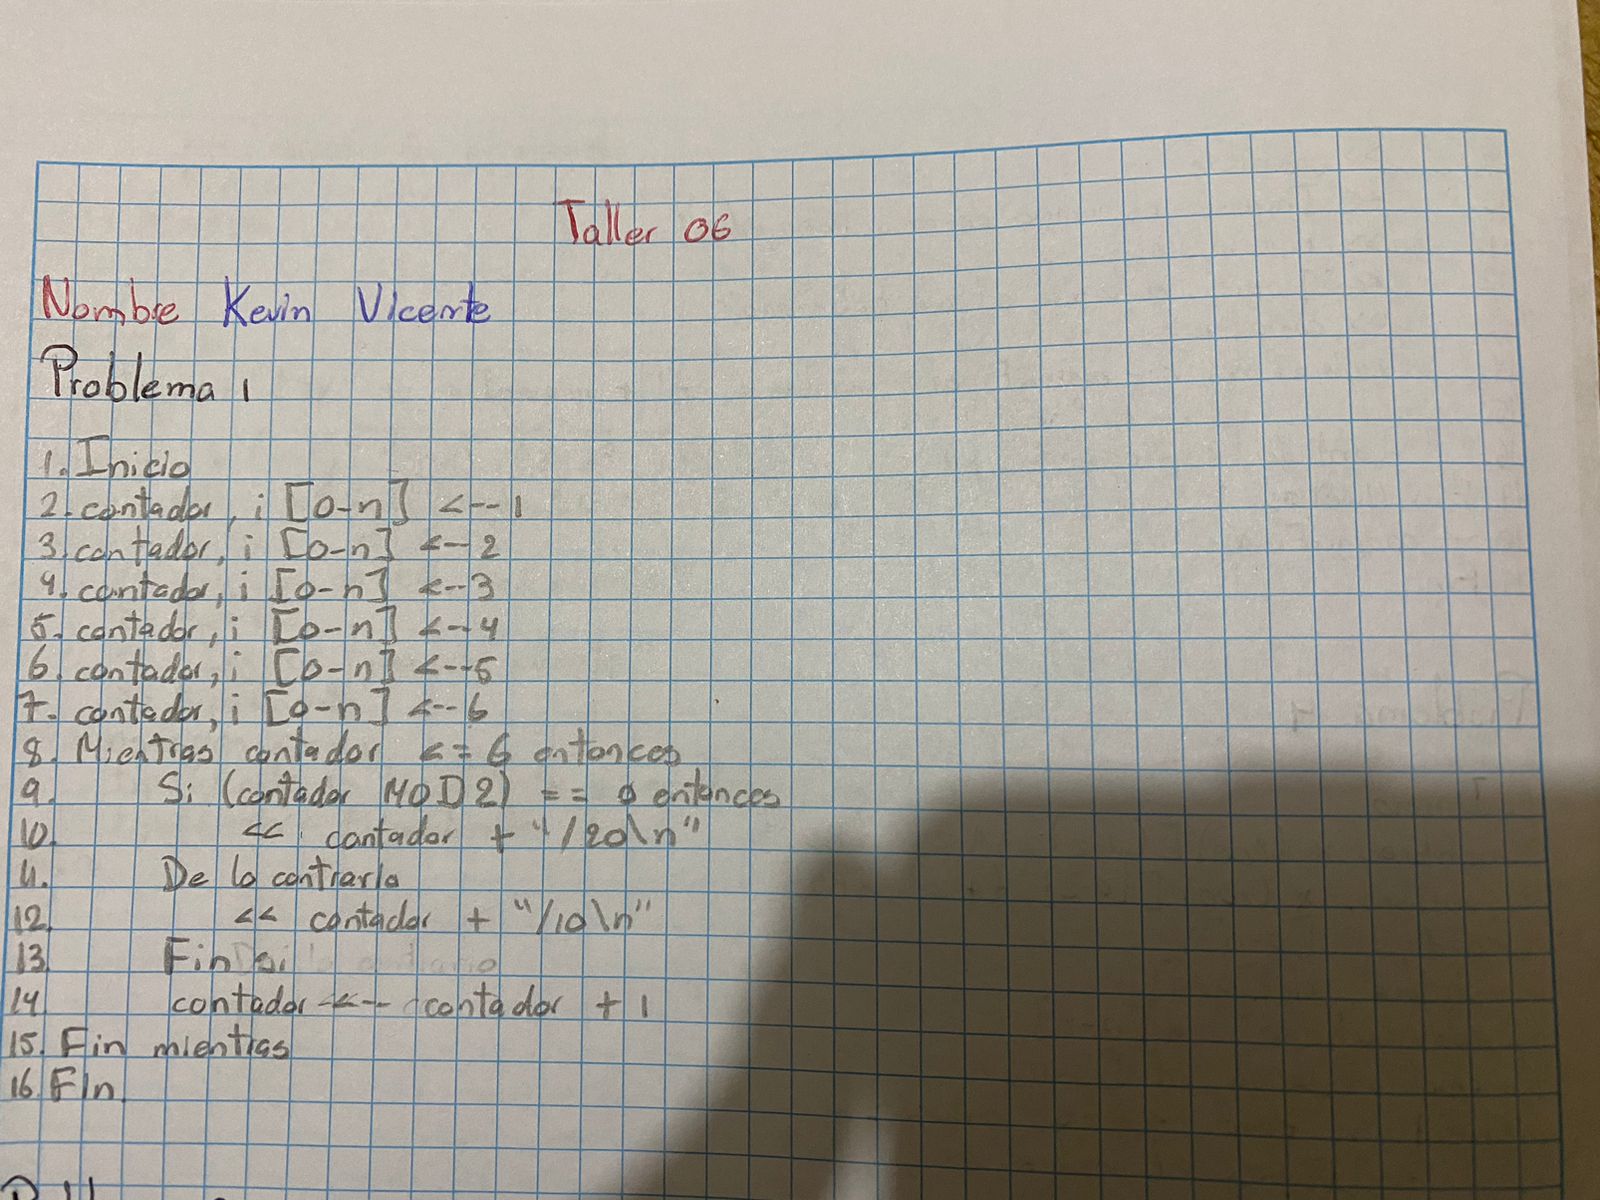 Taller 06
Nombre Kevin Vicente
Problema 1
1. Inicio
2. contador, i [0-n] <-- 1
3. contador, i [0-n] <-- 2
4. contador, i [0-n] <-- 3
5. contador, i [0-n] <-- 4
6. contador, i [0-n] <-- 5
7. contador, i [0-n] <-- 6
8. Mientras contador <= 6 entonces
9. Si (contador MOD 2) == 0 entonces
10. << contador + "/20\n"
11. De lo contrario
12. << contador + "/10\n"
13. Fin si
14. contador <-- contador + 1
15. Fin mientras
16. Fin